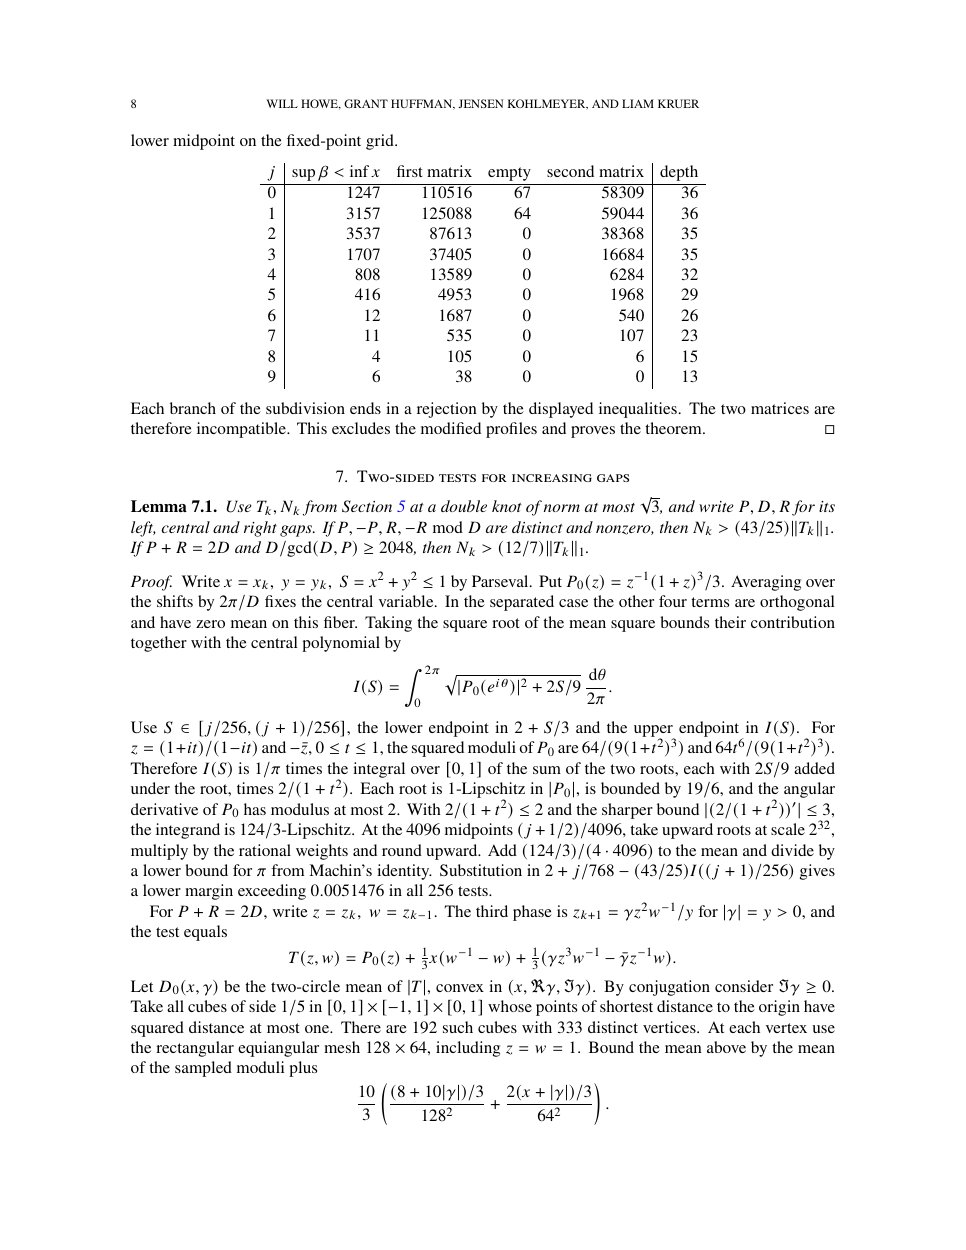 8 WILL HOWE, GRANT HUFFMAN, JENSEN KOHLMEYER, AND LIAM KRUER
lower midpoint on the fixed-point grid.
j sup β < inf x first matrix empty second matrix depth
0 1247 110516 67 58309 36
1 3157 125088 64 59044 36
2 3537 87613 0 38368 35
3 1707 37405 0 16684 35
4 808 13589 0 6284 32
5 416 4953 0 1968 29
6 12 1687 0 540 26
7 11 535 0 107 23
8 4 105 0 6 15
9 6 38 0 0 13
Each branch of the subdivision ends in a rejection by the displayed inequalities. The two matrices are
therefore incompatible. This excludes the modified profiles and proves the theorem. □
7. Two-sided tests for increasing gaps
Lemma 7.1. Use T_k, N_k from Section 5 at a double knot of norm at most √3, and write P, D, R for its
left, central and right gaps. If P, −P, R, −R mod D are distinct and nonzero, then N_k > (43/25)‖T_k‖_1.
If P + R = 2D and D/gcd(D, P) ≥ 2048, then N_k > (12/7)‖T_k‖_1.
Proof. Write x = x_k, y = y_k, S = x² + y² ≤ 1 by Parseval. Put P_0(z) = z^{−1}(1 + z)³/3. Averaging over
the shifts by 2π/D fixes the central variable. In the separated case the other four terms are orthogonal
and have zero mean on this fiber. Taking the square root of the mean square bounds their contribution
together with the central polynomial by
I(S) = ∫_0^{2π} √(|P_0(e^{iθ})|² + 2S/9) dθ/2π.
Use S ∈ [j/256, (j + 1)/256], the lower endpoint in 2 + S/3 and the upper endpoint in I(S). For
z = (1+it)/(1−it) and −z̄, 0 ≤ t ≤ 1, the squared moduli of P_0 are 64/(9(1+t²)³) and 64t⁶/(9(1+t²)³).
Therefore I(S) is 1/π times the integral over [0, 1] of the sum of the two roots, each with 2S/9 added
under the root, times 2/(1 + t²). Each root is 1-Lipschitz in |P_0|, is bounded by 19/6, and the angular
derivative of P_0 has modulus at most 2. With 2/(1 + t²) ≤ 2 and the sharper bound |(2/(1 + t²))′| ≤ 3,
the integrand is 124/3-Lipschitz. At the 4096 midpoints (j + 1/2)/4096, take upward roots at scale 2³²,
multiply by the rational weights and round upward. Add (124/3)/(4 · 4096) to the mean and divide by
a lower bound for π from Machin's identity. Substitution in 2 + j/768 − (43/25)I((j + 1)/256) gives
a lower margin exceeding 0.0051476 in all 256 tests.
For P + R = 2D, write z = z_k, w = z_{k−1}. The third phase is z_{k+1} = γz²w^{−1}/y for |γ| = y > 0, and
the test equals
T(z, w) = P_0(z) + ⅓x(w^{−1} − w) + ⅓(γz³w^{−1} − γ̄z^{−1}w).
Let D_0(x, γ) be the two-circle mean of |T|, convex in (x, ℜγ, ℑγ). By conjugation consider ℑγ ≥ 0.
Take all cubes of side 1/5 in [0, 1] × [−1, 1] × [0, 1] whose points of shortest distance to the origin have
squared distance at most one. There are 192 such cubes with 333 distinct vertices. At each vertex use
the rectangular equiangular mesh 128 × 64, including z = w = 1. Bound the mean above by the mean
of the sampled moduli plus
10/3 ((8 + 10|γ|)/3 / 128² + 2(x + |γ|)/3 / 64²).